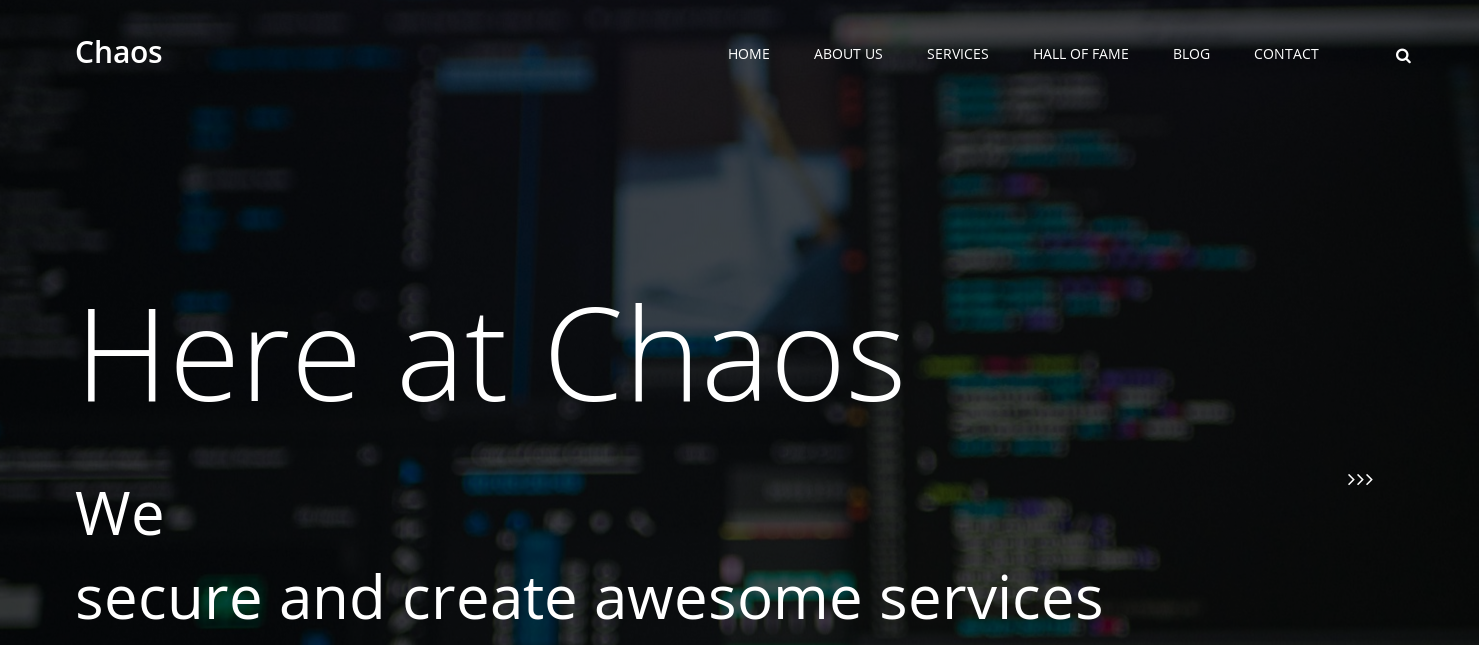 Chaos
HOME ABOUT US SERVICES HALL OF FAME BLOG CONTACT
Here at Chaos
We
secure and create awesome services